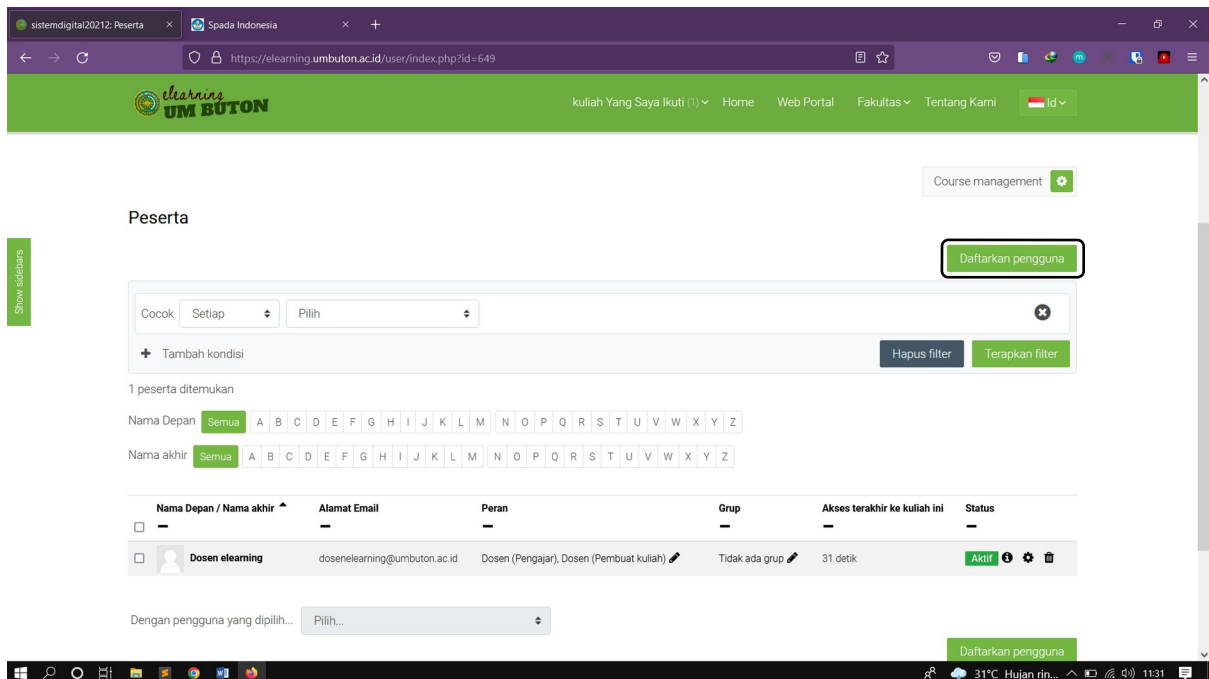 sistemdigital20212: Peserta
Spada Indonesia
https://elearning.umbuton.ac.id/user/index.php?id=649
elearning
UM BUTON
kuliah Yang Saya Ikuti (1) Home Web Portal Fakultas Tentang Kami Id
Course management
Peserta
Daftarkan pengguna
Show sidebars
Cocok Setiap Pilih
Tambah kondisi
Hapus filter Terapkan filter
1 peserta ditemukan
Nama Depan Semua A B C D E F G H I J K L M N O P Q R S T U V W X Y Z
Nama akhir Semua A B C D E F G H I J K L M N O P Q R S T U V W X Y Z
Nama Depan / Nama akhir Alamat Email Peran Grup Akses terakhir ke kuliah ini Status
Dosen elearning dosenelearning@umbuton.ac.id Dosen (Pengajar), Dosen (Pembuat kuliah) Tidak ada grup 31 detik Aktif
Dengan pengguna yang dipilih... Pilih...
Daftarkan pengguna
31°C Hujan rin... 11:31